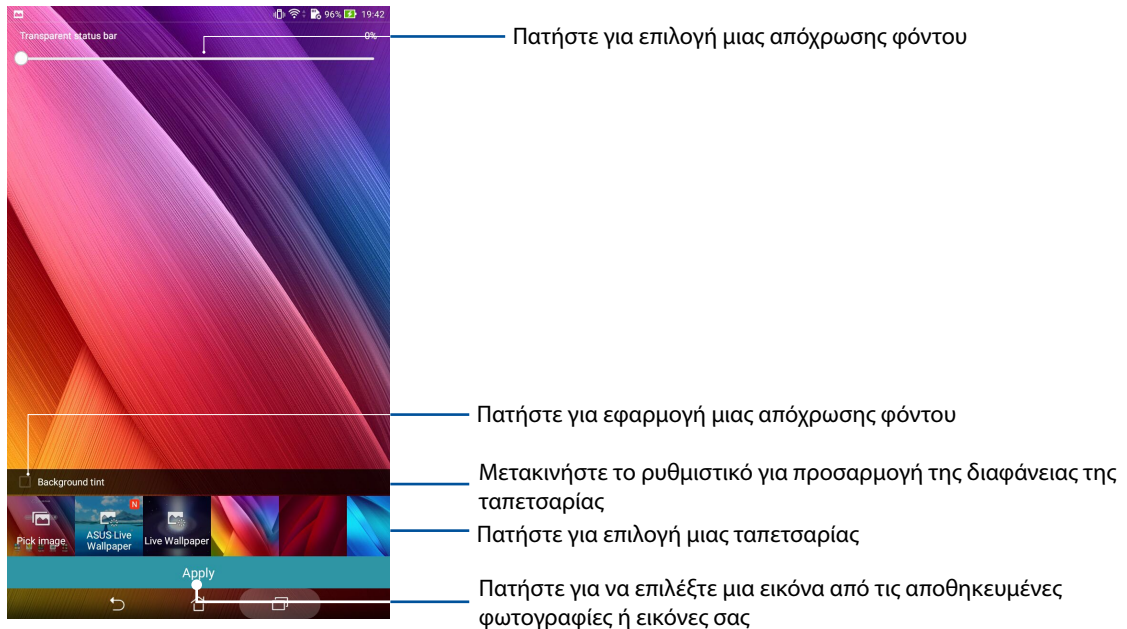 96% 19:42
Transparent status bar 0%
Πατήστε για επιλογή μιας απόχρωσης φόντου
Πατήστε για εφαρμογή μιας απόχρωσης φόντου
Background tint
Μετακινήστε το ρυθμιστικό για προσαρμογή της διαφάνειας της
ταπετσαρίας
N
Pick image
ASUS Live
Wallpaper
Live Wallpaper
Πατήστε για επιλογή μιας ταπετσαρίας
Apply
Πατήστε για να επιλέξτε μια εικόνα από τις αποθηκευμένες
φωτογραφίες ή εικόνες σας